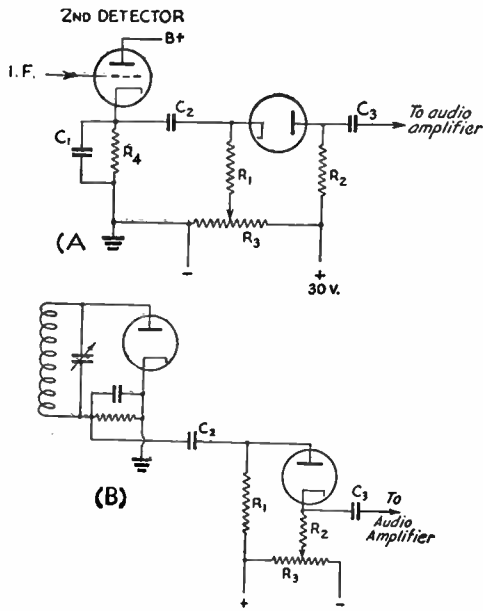 2ND DETECTOR
B+
I.F.
C1
R4
C2
R1
C3
To audio
amplifier
R2
R3
(A
-
+
30 V.
C2
(B)
R1
C3
To
Audio
Amplifier
R2
R3
+
-